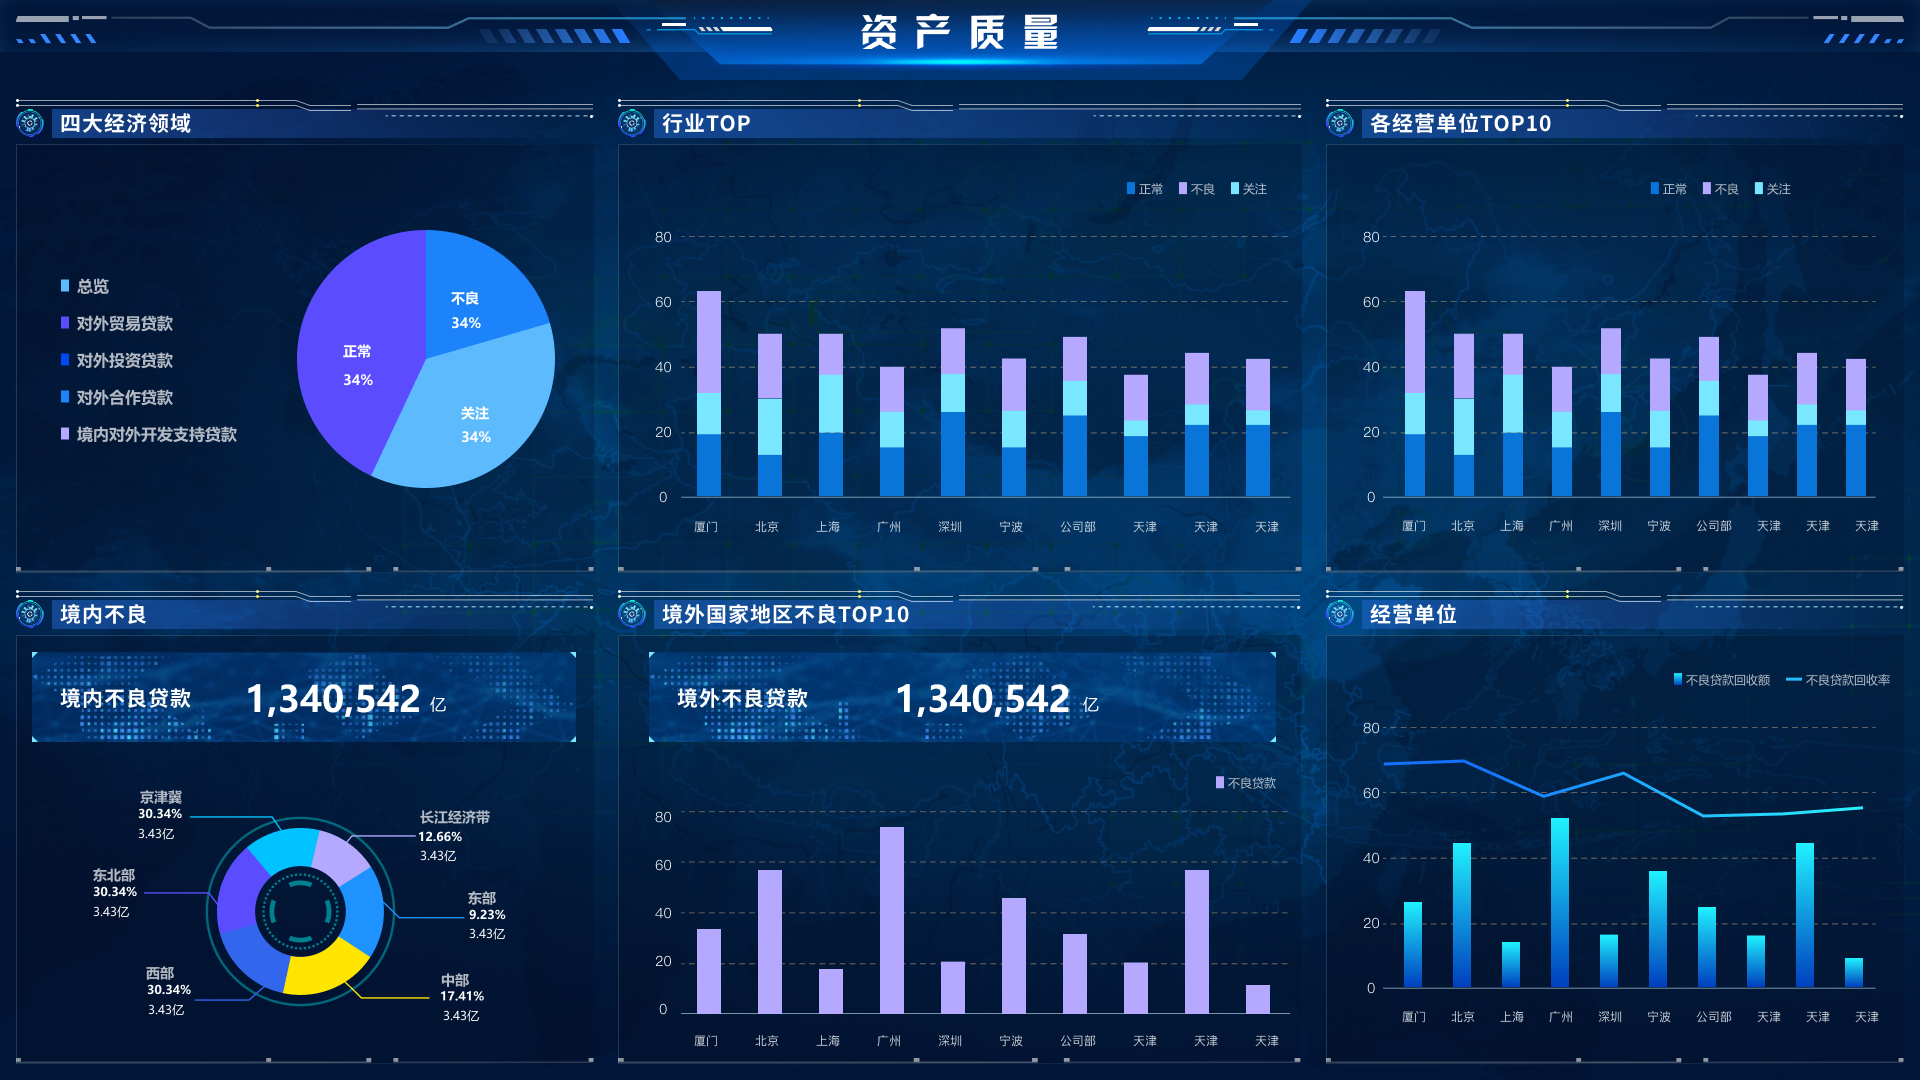 资产质量
四大经济领域
总览
对外贸易贷款
对外投资贷款
对外合作贷款
境内对外开发支持贷款
不良
34%
正常
34%
关注
34%
行业TOP
正常 不良 关注
80
60
40
20
0
厦门 北京 上海 广州 深圳 宁波 公司部 天津 天津 天津
各经营单位TOP10
正常 不良 关注
80
60
40
20
0
厦门 北京 上海 广州 深圳 宁波 公司部 天津 天津 天津
境内不良
境内不良贷款 1,340,542 亿
京津冀
30.34%
3.43亿
长江经济带
12.66%
3.43亿
东北部
30.34%
3.43亿
东部
9.23%
3.43亿
西部
30.34%
3.43亿
中部
17.41%
3.43亿
境外国家地区不良TOP10
境外不良贷款 1,340,542 亿
不良贷款
80
60
40
20
0
厦门 北京 上海 广州 深圳 宁波 公司部 天津 天津 天津
经营单位
不良贷款回收额 不良贷款回收率
80
60
40
20
0
厦门 北京 上海 广州 深圳 宁波 公司部 天津 天津 天津